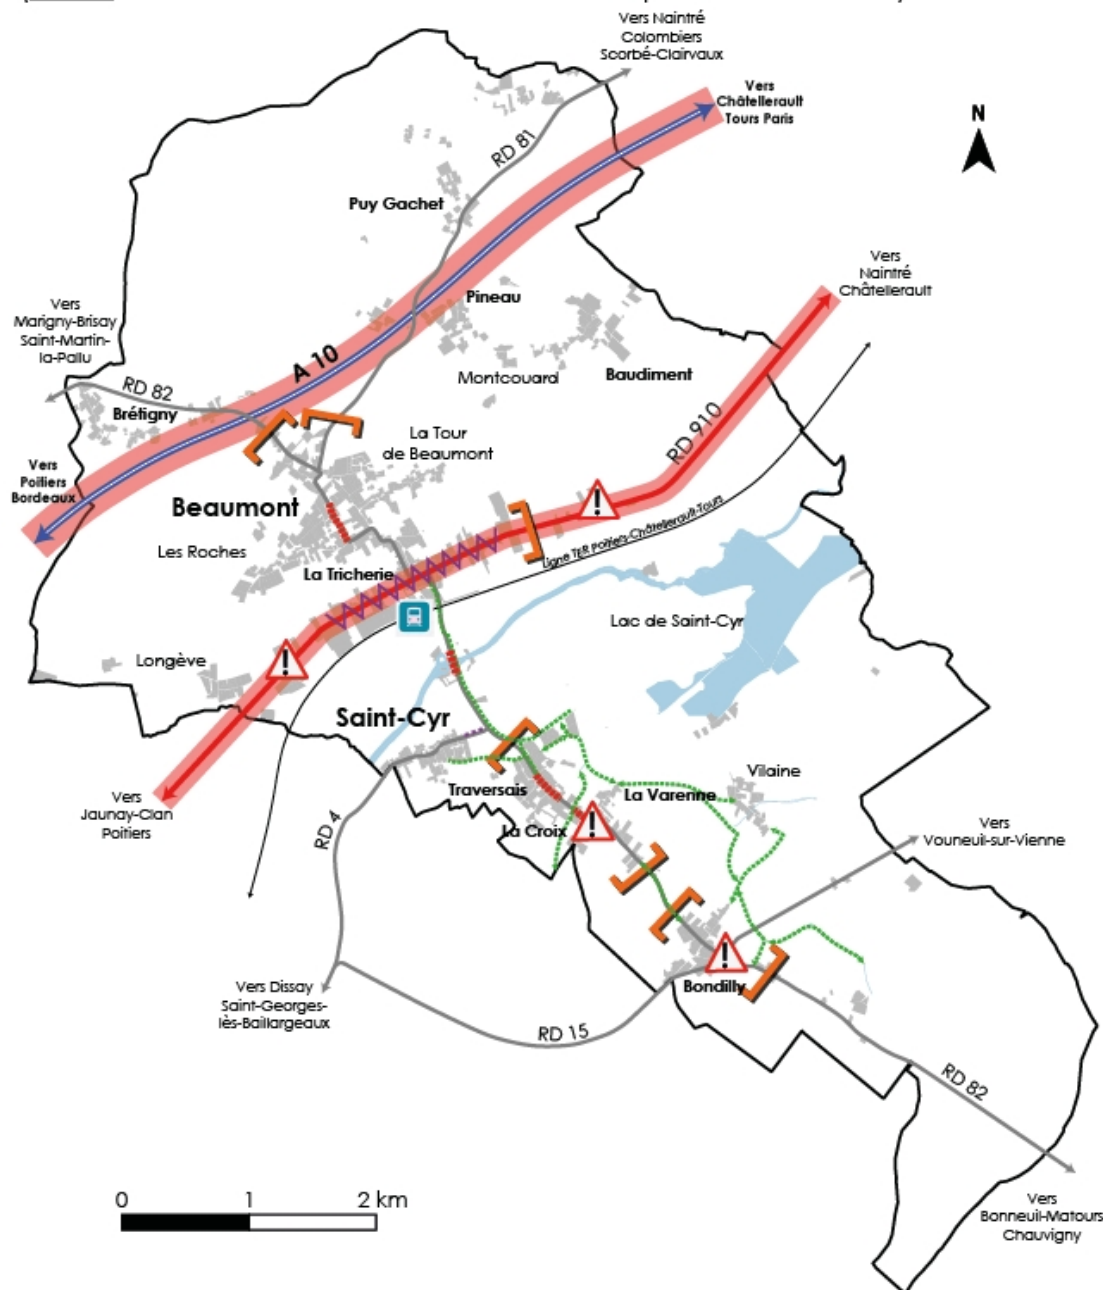 Vers Naintré
Colombiers
Scorbé-Clairvaux
Vers
Châtellerault
Tours Paris
N
RD 81
Puy Gachet
Vers
Naintré
Châtellerault
Pineau
Vers
Marigny-Brisay
Saint-Martin-
la-Pallu
A 10
Montcouard
Baudiment
RD 82
Brétigny
RD 910
La Tour
de Beaumont
Vers
Poitiers
Bordeaux
Beaumont
Les Roches
Ligne TER Poitiers-Châtellerault-Tours
La Tricherie
Lac de Saint-Cyr
Longève
Saint-Cyr
Vers
Jaunay-Clan
Poitiers
Traversais
La Varenne
Vilaine
La Croix
RD 4
Vers
Vouneuil-sur-Vienne
Vers Dissay
Saint-Georges-
lès-Baillargeaux
Bondilly
RD 15
RD 82
0 1 2 km
Vers
Bonneuil-Matours
Chauvigny